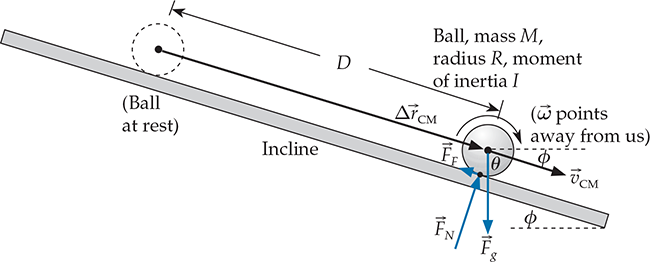 Ball, mass M,
radius R, moment
of inertia I
D
(Ball
at rest)
Δr⃗CM
(ω⃗ points
away from us)
Incline
F⃗F
θ
ϕ
v⃗CM
F⃗N
F⃗g
ϕ